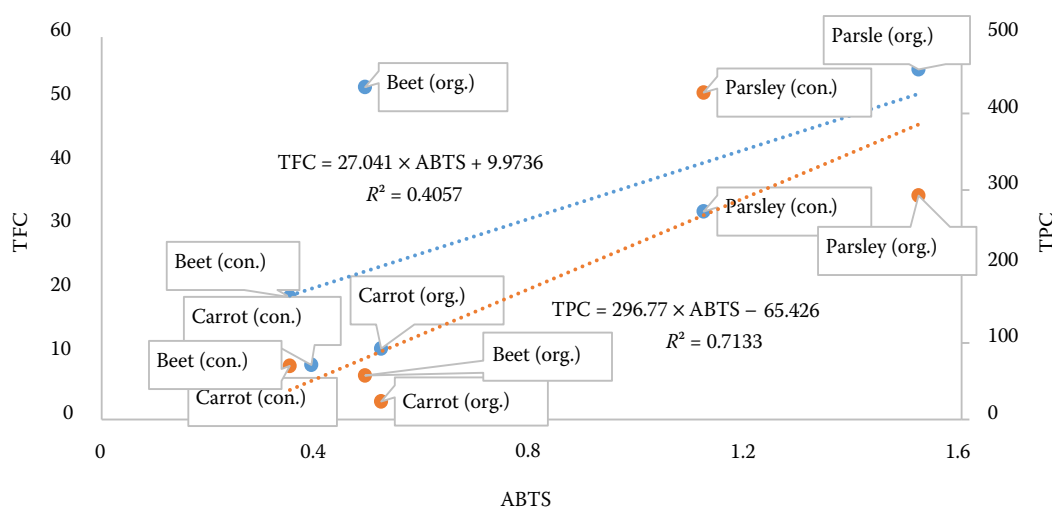 60
50
40
30
20
10
0
TFC
500
400
300
200
100
0
TPC
Parsle (org.)
Beet (org.)
Parsley (con.)
TFC = 27.041 × ABTS + 9.9736
R² = 0.4057
Parsley (con.)
Parsley (org.)
Beet (con.)
Carrot (org.)
Carrot (con.)
TPC = 296.77 × ABTS – 65.426
R² = 0.7133
Beet (con.)
Beet (org.)
Carrot (con.)
Carrot (org.)
0
0.4
0.8
1.2
1.6
ABTS